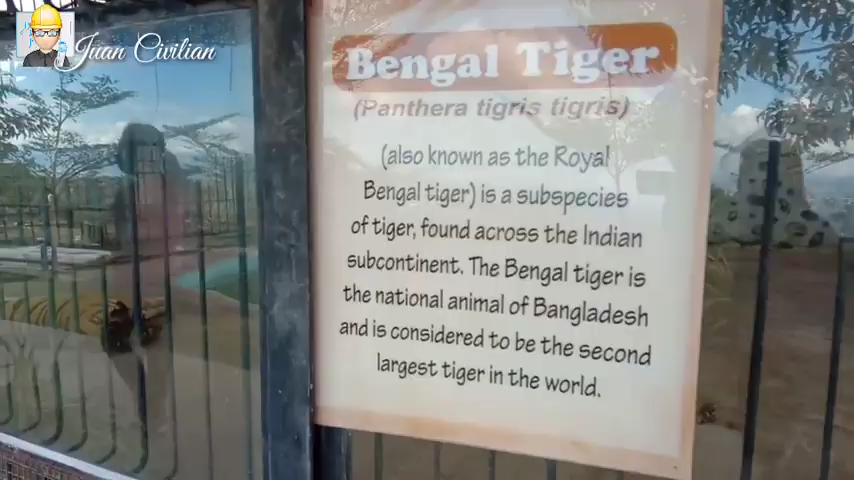 Juan Civilian
Bengal Tiger
(Panthera tigris tigris)
(also known as the Royal
Bengal tiger) is a subspecies
of tiger, found across the Indian
subcontinent. The Bengal tiger is
the national animal of Bangladesh
and is considered to be the second
largest tiger in the world.